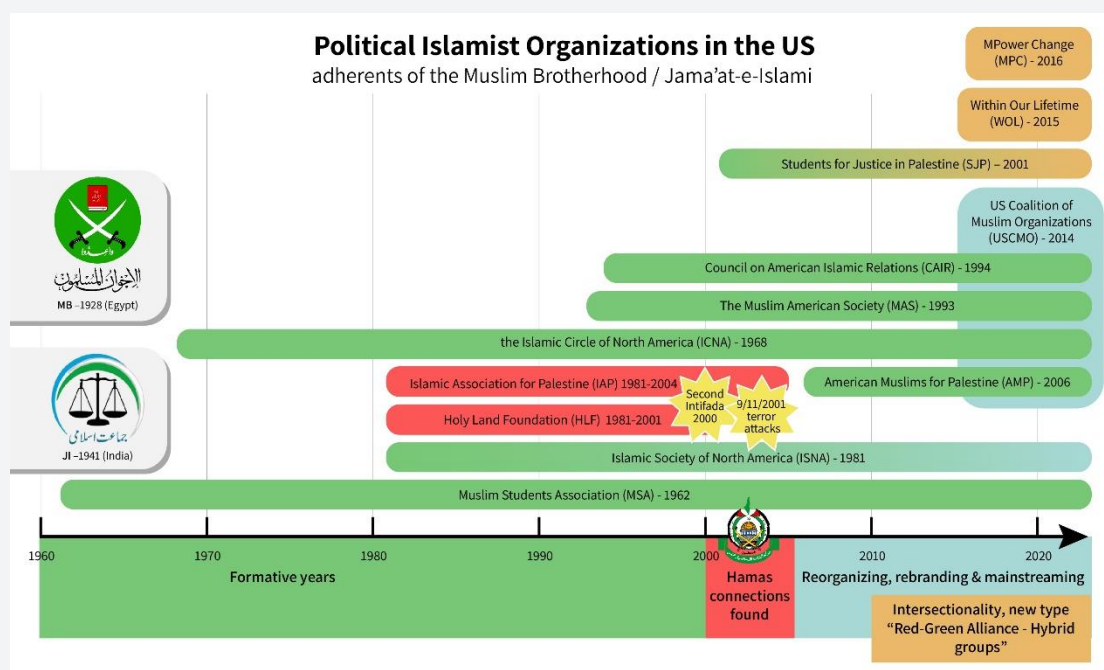 Political Islamist Organizations in the US
adherents of the Muslim Brotherhood / Jama'at-e-Islami
MPower Change
(MPC) - 2016
Within Our Lifetime
(WOL) - 2015
Students for Justice in Palestine (SJP) – 2001
US Coalition of
Muslim Organizations
(USCMO) - 2014
الإخوان المسلمون
MB –1928 (Egypt)
Council on American Islamic Relations (CAIR) - 1994
The Muslim American Society (MAS) - 1993
the Islamic Circle of North America (ICNA) - 1968
Islamic Association for Palestine (IAP) 1981-2004
American Muslims for Palestine (AMP) - 2006
Second
Intifada
2000
9/11/2001
terror
attacks
Holy Land Foundation (HLF) 1981-2001
جماعت اسلامی
JI –1941 (India)
Islamic Society of North America (ISNA) - 1981
Muslim Students Association (MSA) - 1962
1960
1970
1980
1990
2000
2010
2020
Formative years
Hamas
connections
found
Reorganizing, rebranding & mainstreaming
Intersectionality, new type
“Red-Green Alliance - Hybrid
groups”